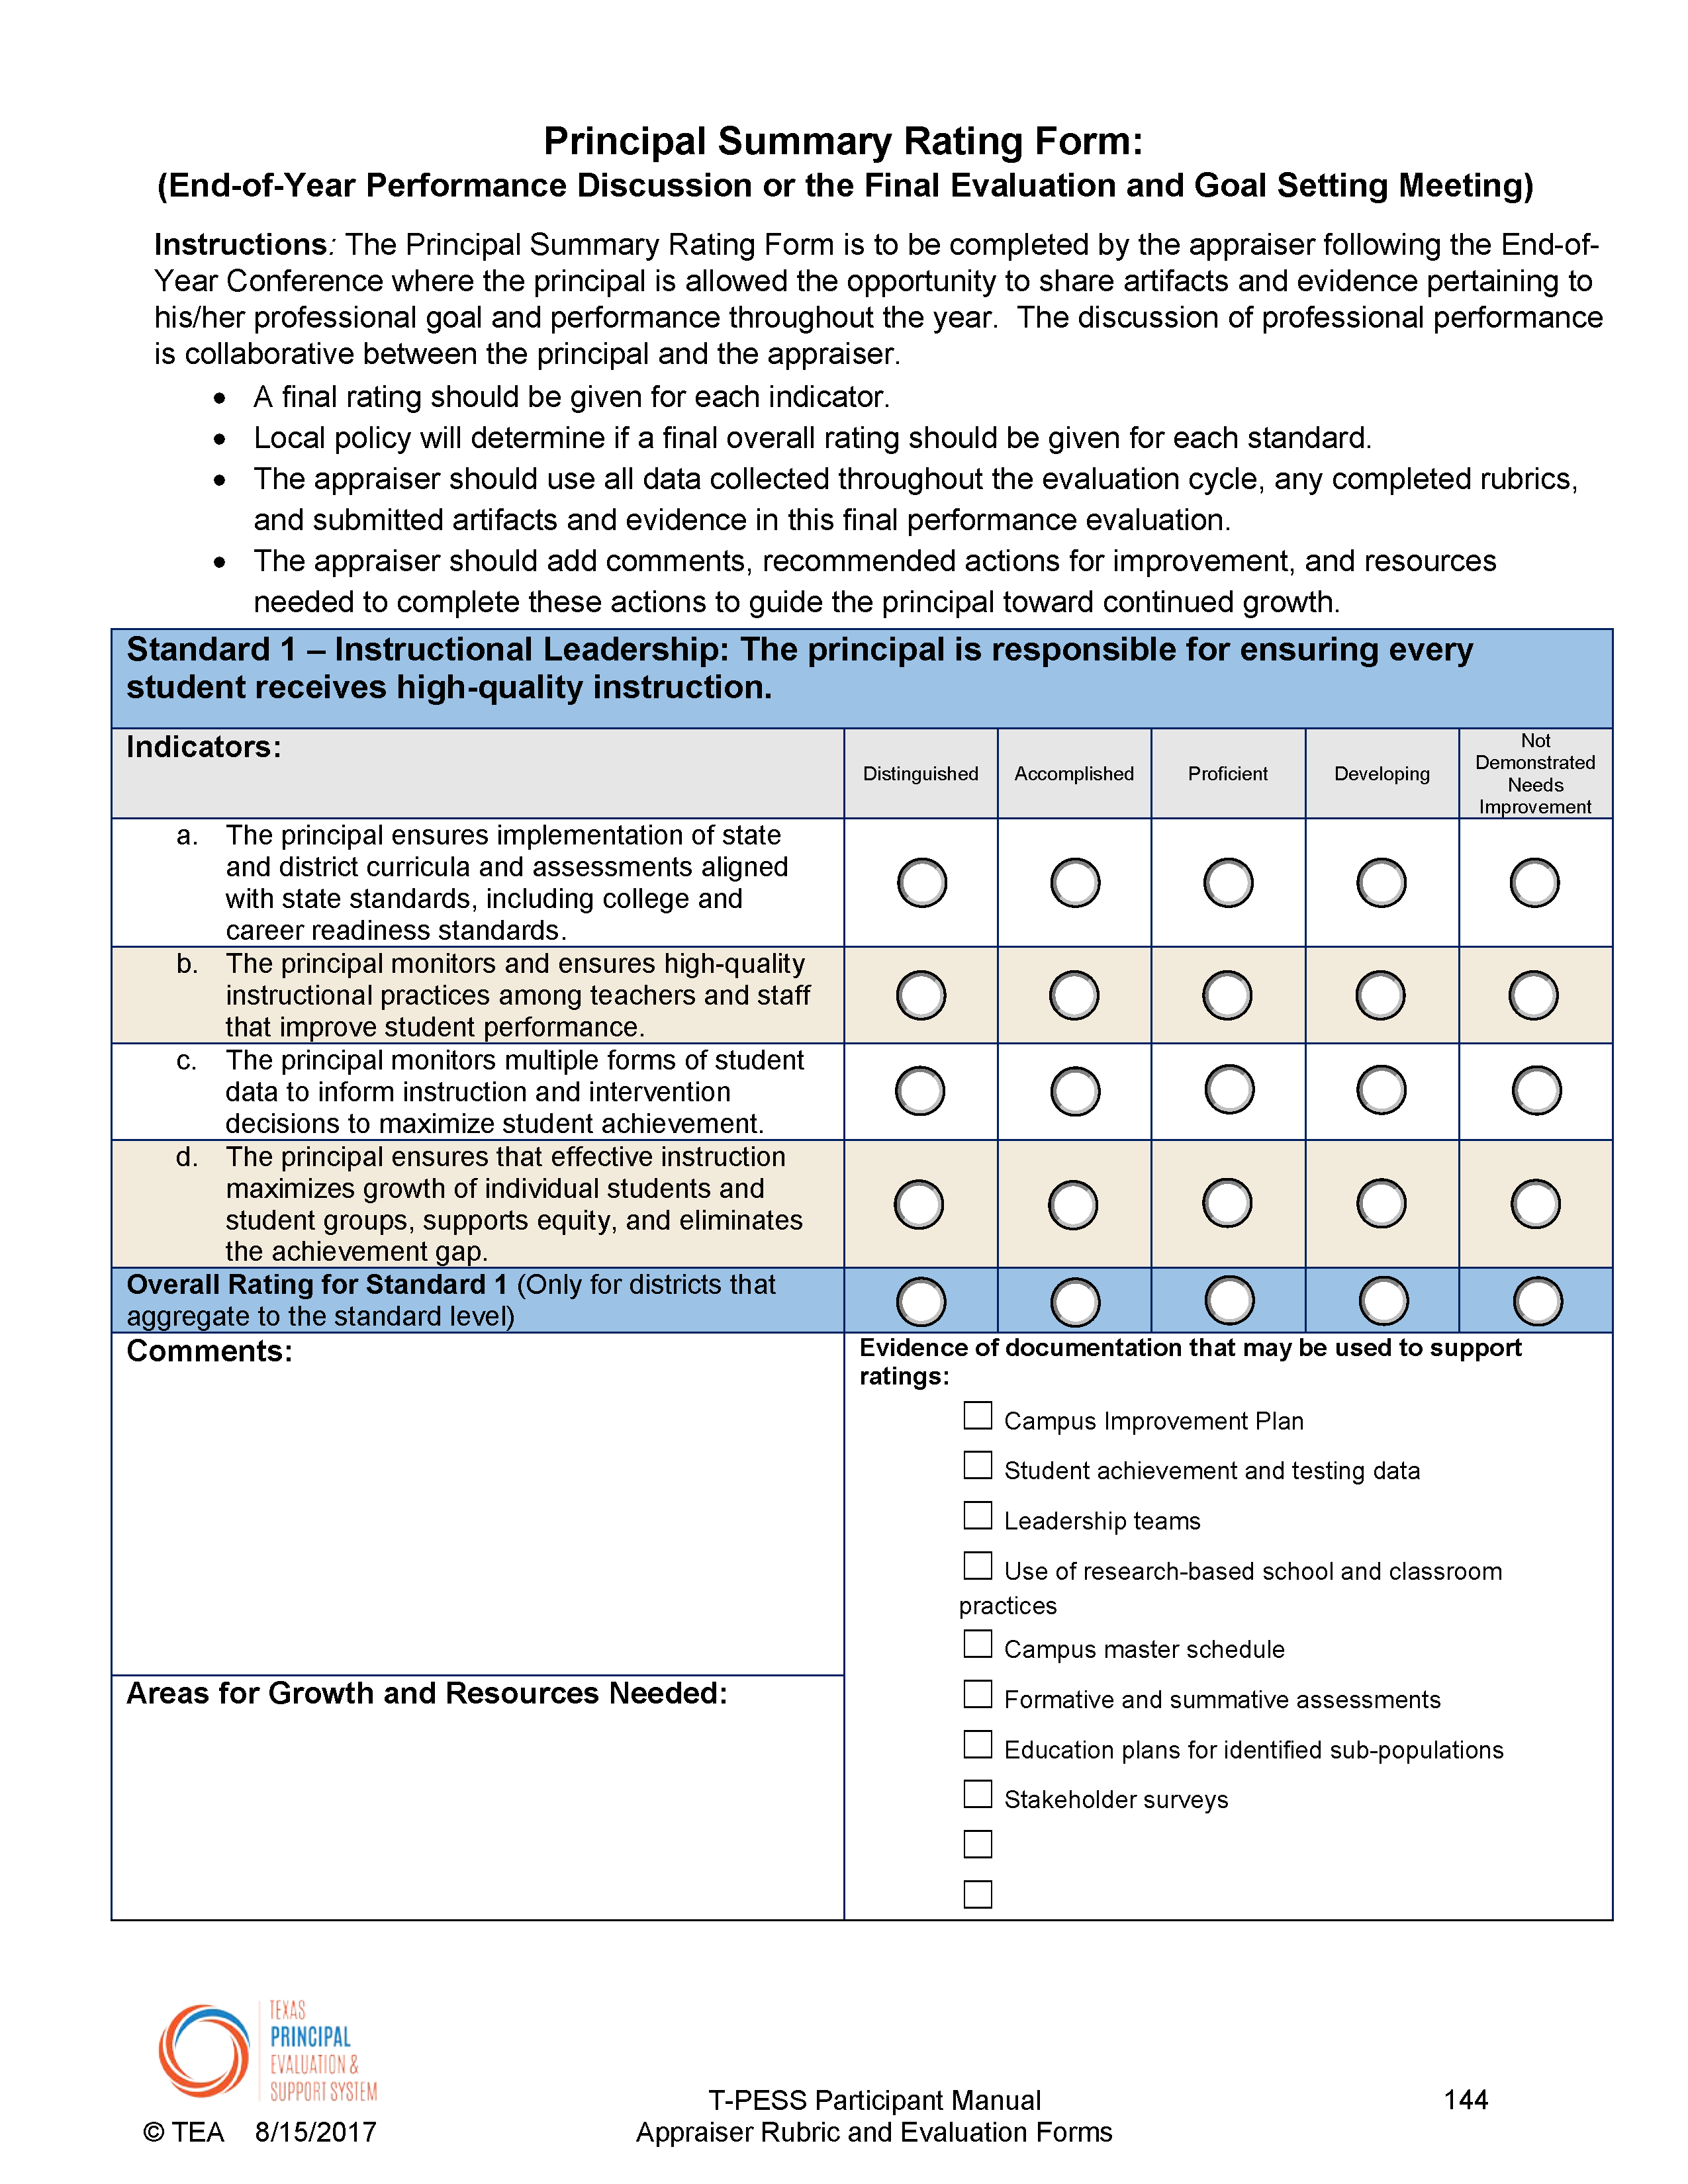 Principal Summary Rating Form:
(End-of-Year Performance Discussion or the Final Evaluation and Goal Setting Meeting)
Instructions: The Principal Summary Rating Form is to be completed by the appraiser following the End-of-
Year Conference where the principal is allowed the opportunity to share artifacts and evidence pertaining to
his/her professional goal and performance throughout the year.  The discussion of professional performance
is collaborative between the principal and the appraiser.
• A final rating should be given for each indicator.
• Local policy will determine if a final overall rating should be given for each standard.
• The appraiser should use all data collected throughout the evaluation cycle, any completed rubrics,
and submitted artifacts and evidence in this final performance evaluation.
• The appraiser should add comments, recommended actions for improvement, and resources
needed to complete these actions to guide the principal toward continued growth.
Standard 1 – Instructional Leadership: The principal is responsible for ensuring every
student receives high-quality instruction.
Indicators:
Distinguished
Accomplished
Proficient
Developing
Not
Demonstrated
Needs
Improvement
a. The principal ensures implementation of state
and district curricula and assessments aligned
with state standards, including college and
career readiness standards.
b. The principal monitors and ensures high-quality
instructional practices among teachers and staff
that improve student performance.
c. The principal monitors multiple forms of student
data to inform instruction and intervention
decisions to maximize student achievement.
d. The principal ensures that effective instruction
maximizes growth of individual students and
student groups, supports equity, and eliminates
the achievement gap.
Overall Rating for Standard 1 (Only for districts that
aggregate to the standard level)
Comments:
Areas for Growth and Resources Needed:
Evidence of documentation that may be used to support
ratings:
Campus Improvement Plan
Student achievement and testing data
Leadership teams
Use of research-based school and classroom
practices
Campus master schedule
Formative and summative assessments
Education plans for identified sub-populations
Stakeholder surveys
TEXAS
PRINCIPAL
EVALUATION &
SUPPORT SYSTEM
© TEA 8/15/2017
T-PESS Participant Manual
Appraiser Rubric and Evaluation Forms
144